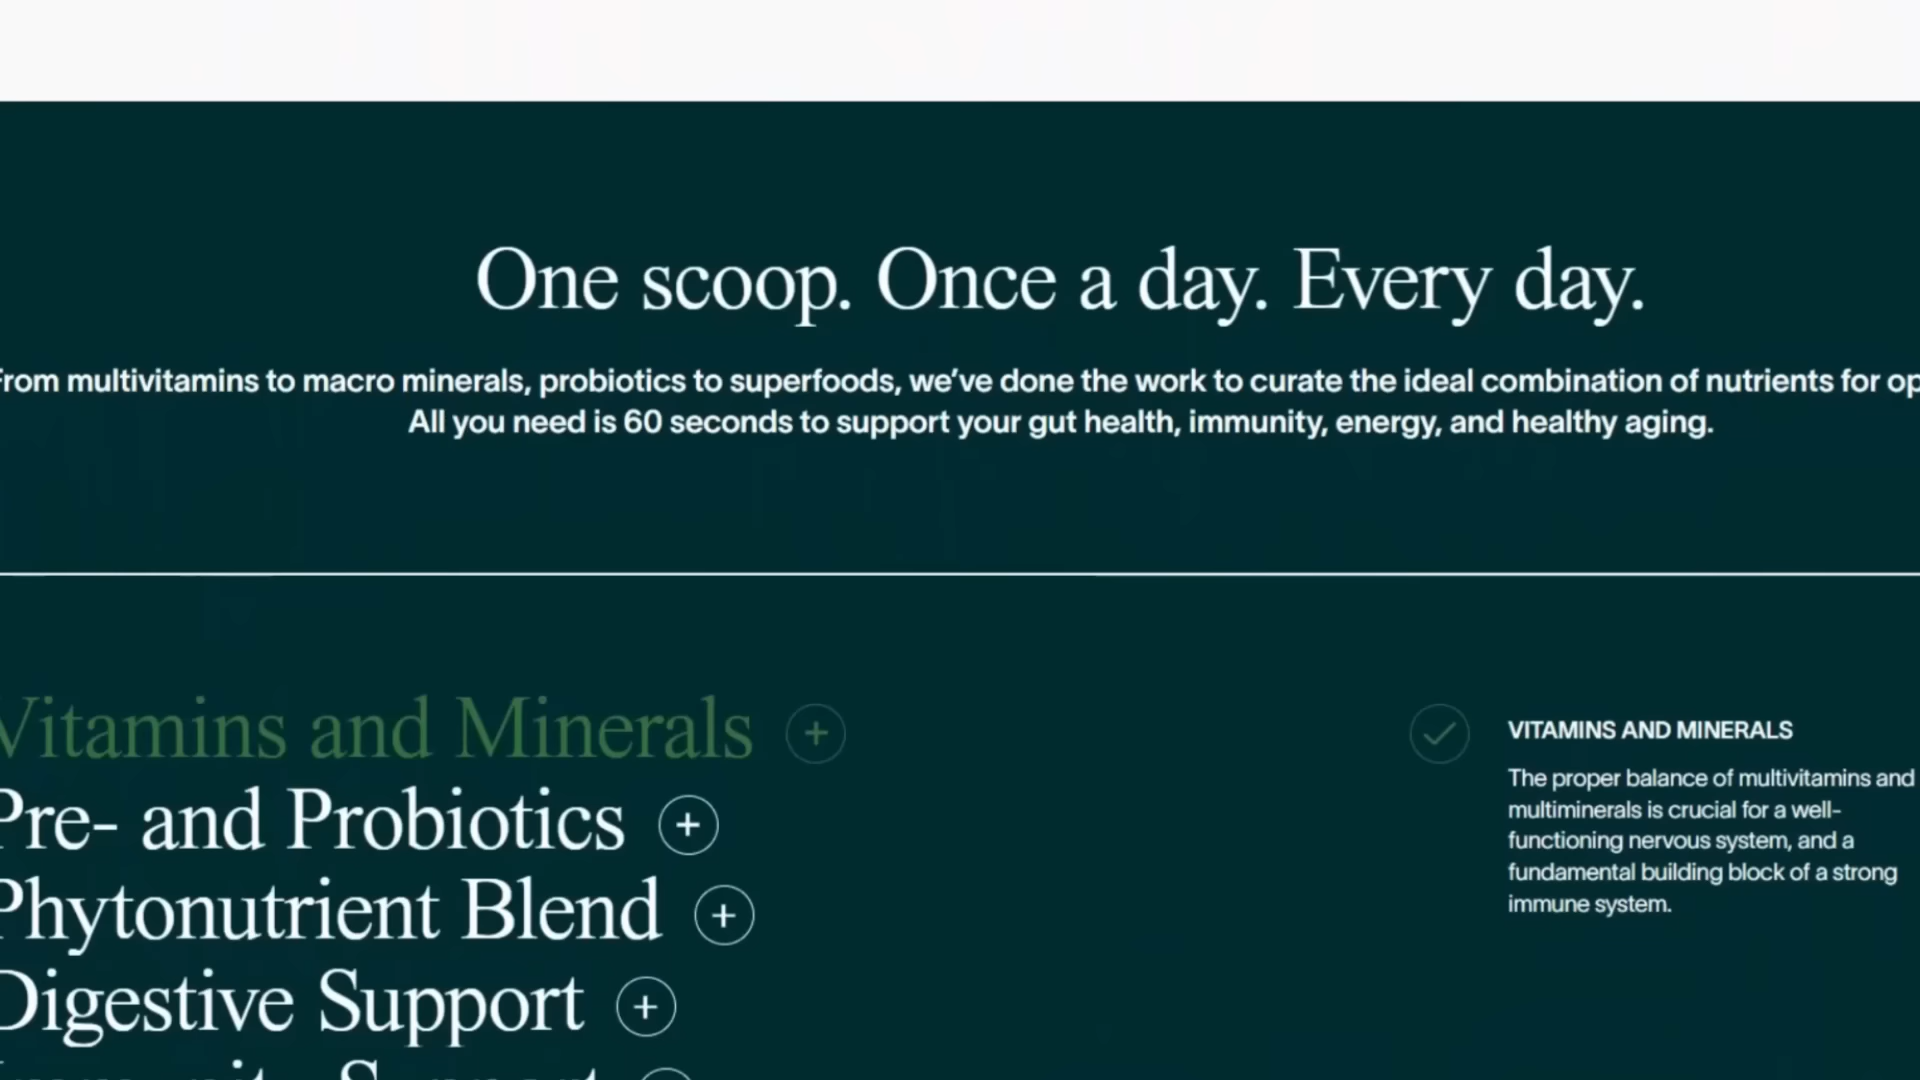 One scoop. Once a day. Every day.
From multivitamins to macro minerals, probiotics to superfoods, we've done the work to curate the ideal combination of nutrients for
All you need is 60 seconds to support your gut health, immunity, energy, and healthy aging.
Vitamins and Minerals
Pre- and Probiotics
Phytonutrient Blend
Digestive Support
VITAMINS AND MINERALS
The proper balance of multivitamins and
multiminerals is crucial for a well-
functioning nervous system, and a
fundamental building block of a strong
immune system.